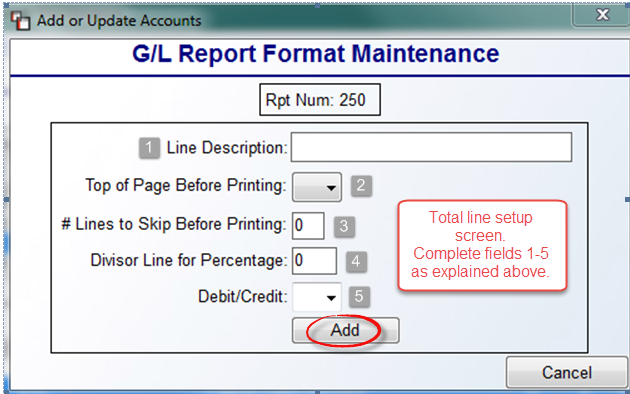 Add or Update Accounts
G/L Report Format Maintenance
Rpt Num: 250
1 Line Description:
Top of Page Before Printing: 2
# Lines to Skip Before Printing: 0 3
Divisor Line for Percentage: 0 4
Debit/Credit: 5
Total line setup
screen.
Complete fields 1-5
as explained above.
Add
Cancel